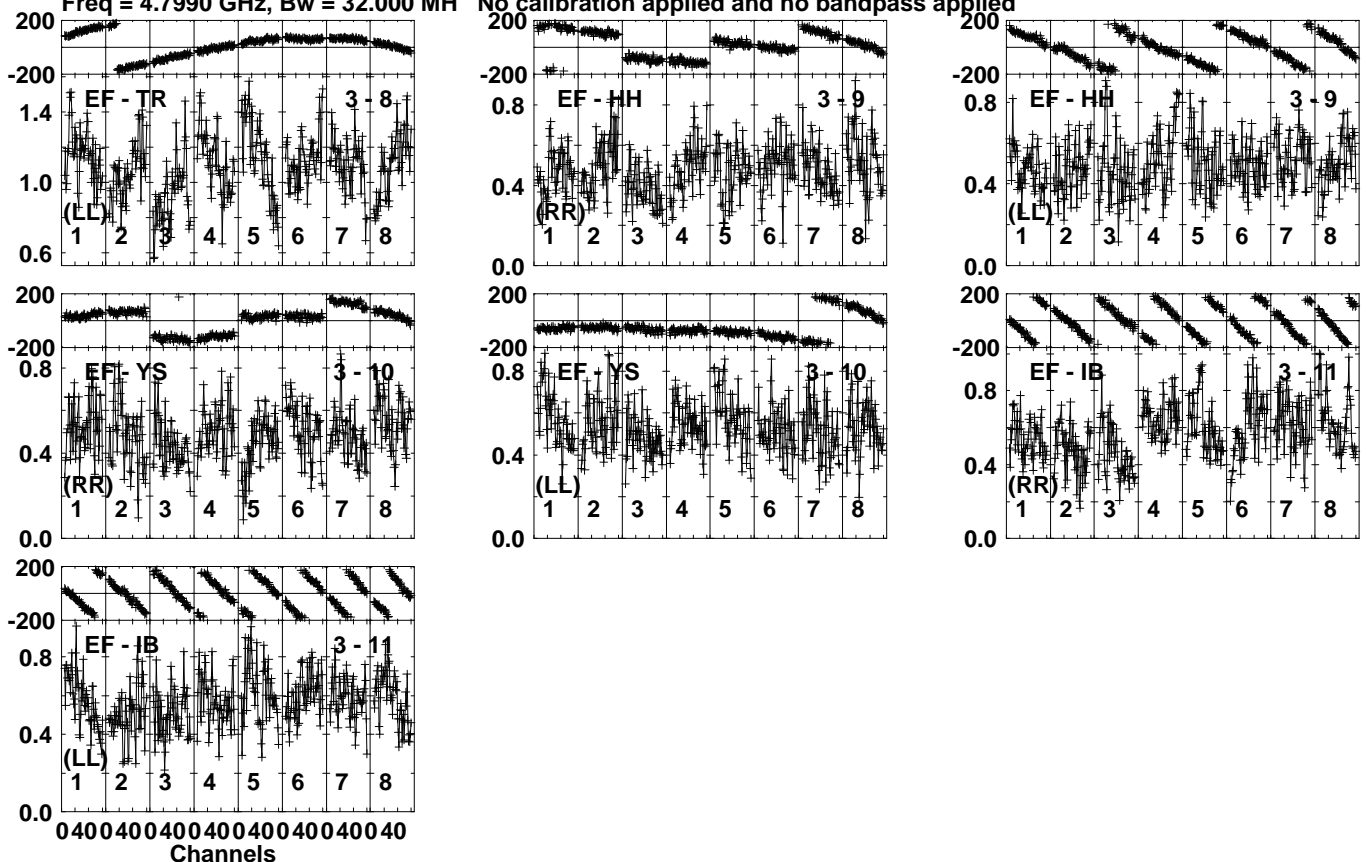 Freq = 4.7990 GHz, Bw = 32.000 MH No calibration applied and no bandpass applied
200
-200
EF - TR 3 - 8
1.4
1.0
0.6
(LL)
1 2 3 4 5 6 7 8
200
-200
EF - HH 3 - 9
0.8
0.4
0.0
(RR)
1 2 3 4 5 6 7 8
200
-200
EF - HH 3 - 9
0.8
0.4
0.0
(LL)
1 2 3 4 5 6 7 8
200
-200
EF - YS 3 - 10
0.8
0.4
0.0
(RR)
1 2 3 4 5 6 7 8
200
-200
EF - YS 3 - 10
0.8
0.4
0.0
(LL)
1 2 3 4 5 6 7 8
200
-200
EF - IB 3 - 11
0.8
0.4
0.0
(RR)
1 2 3 4 5 6 7 8
200
-200
EF - IB 3 - 11
0.8
0.4
0.0
(LL)
1 2 3 4 5 6 7 8
0 40 0 40 0 40 0 40 0 40 0 40 0 40 0 40
Channels